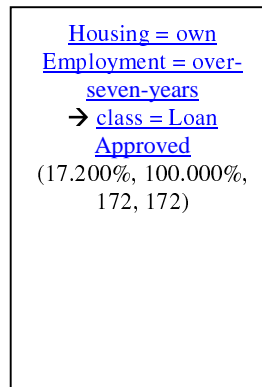 Housing = own
Employment = over-
seven-years
→ class = Loan
Approved
(17.200%, 100.000%,
172, 172)